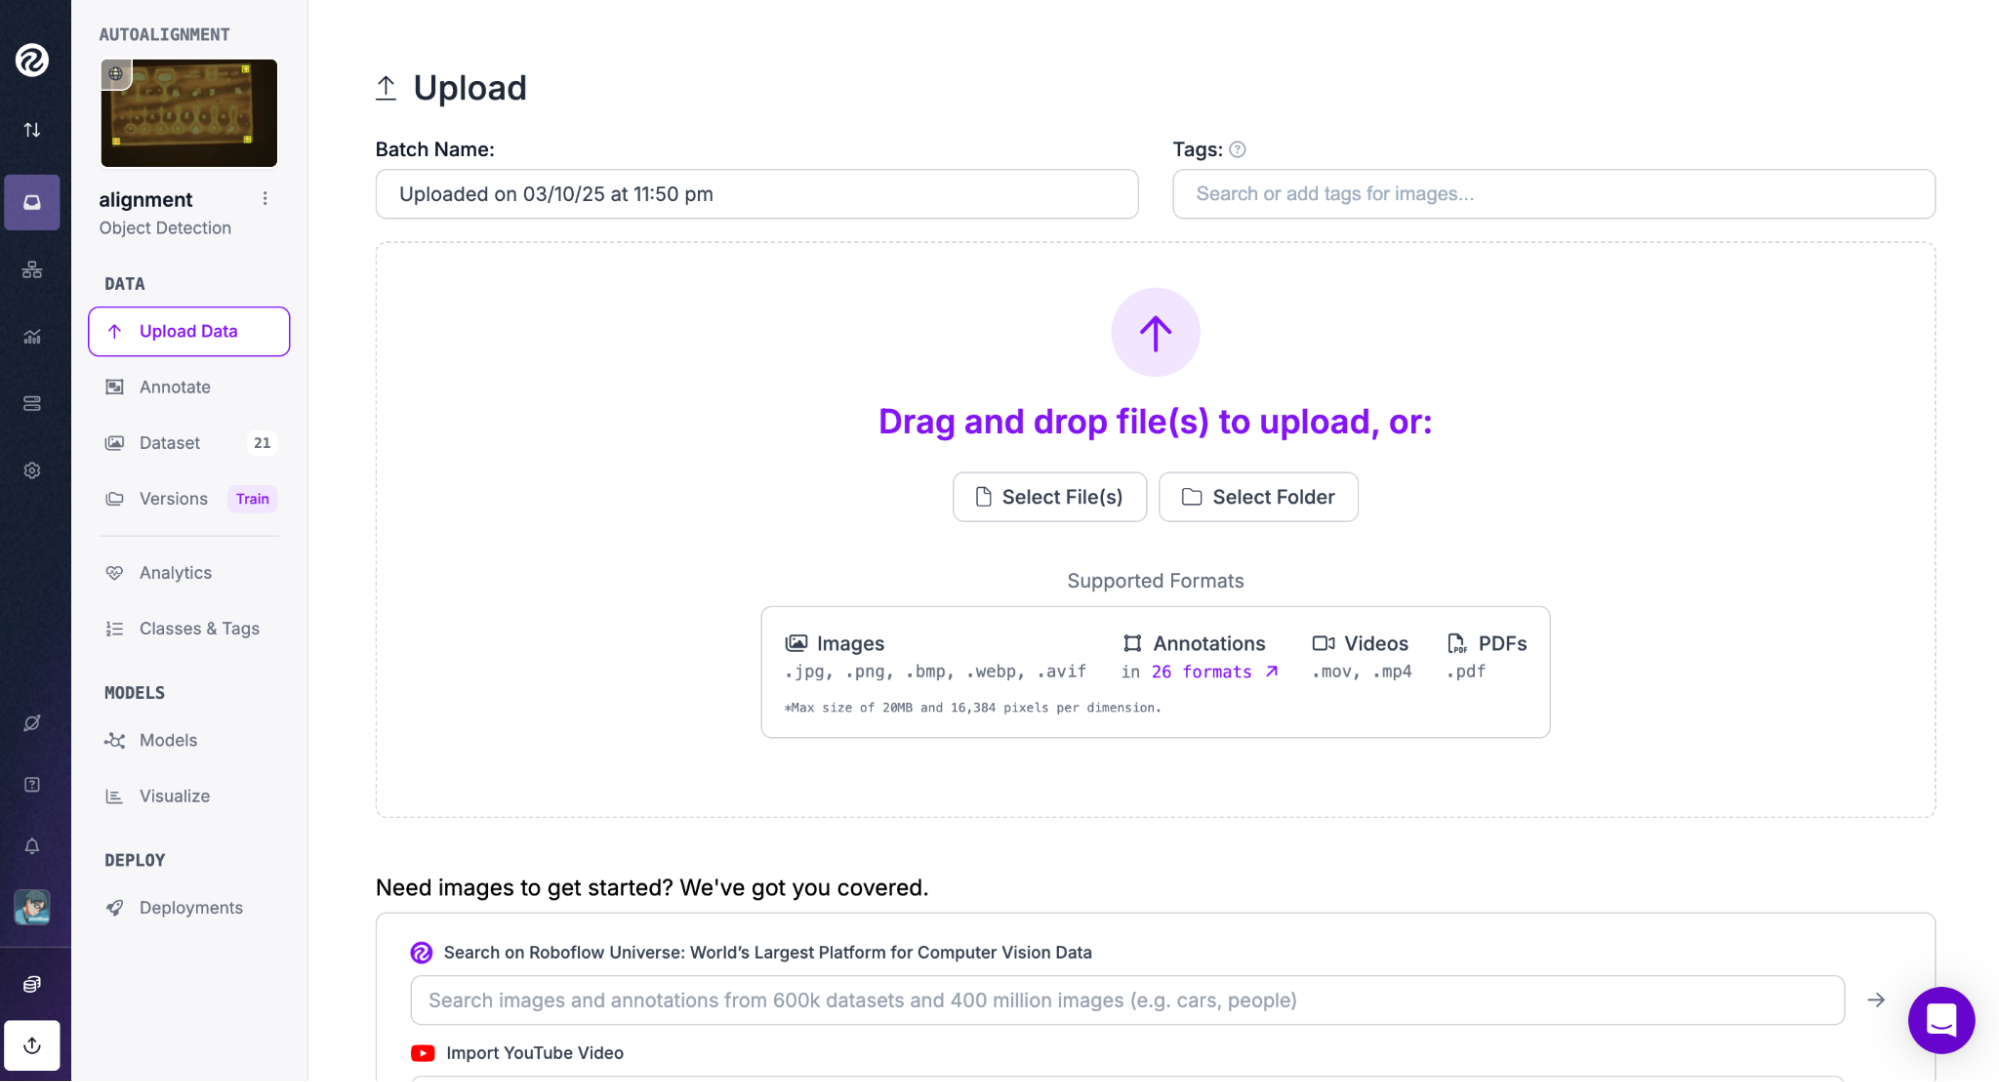 AUTOALIGNMENT
alignment
Object Detection
DATA
Upload Data
Annotate
Dataset 21
Versions Train
Analytics
Classes & Tags
MODELS
Models
Visualize
DEPLOY
Deployments
Upload
Batch Name:
Uploaded on 03/10/25 at 11:50 pm
Tags:
Search or add tags for images...
Drag and drop file(s) to upload, or:
Select File(s) Select Folder
Supported Formats
Images
.jpg, .png, .bmp, .webp, .avif
Annotations
in 26 formats
Videos
.mov, .mp4
PDFs
.pdf
*Max size of 20MB and 16,384 pixels per dimension.
Need images to get started? We've got you covered.
Search on Roboflow Universe: World's Largest Platform for Computer Vision Data
Search images and annotations from 600k datasets and 400 million images (e.g. cars, people)
Import YouTube Video